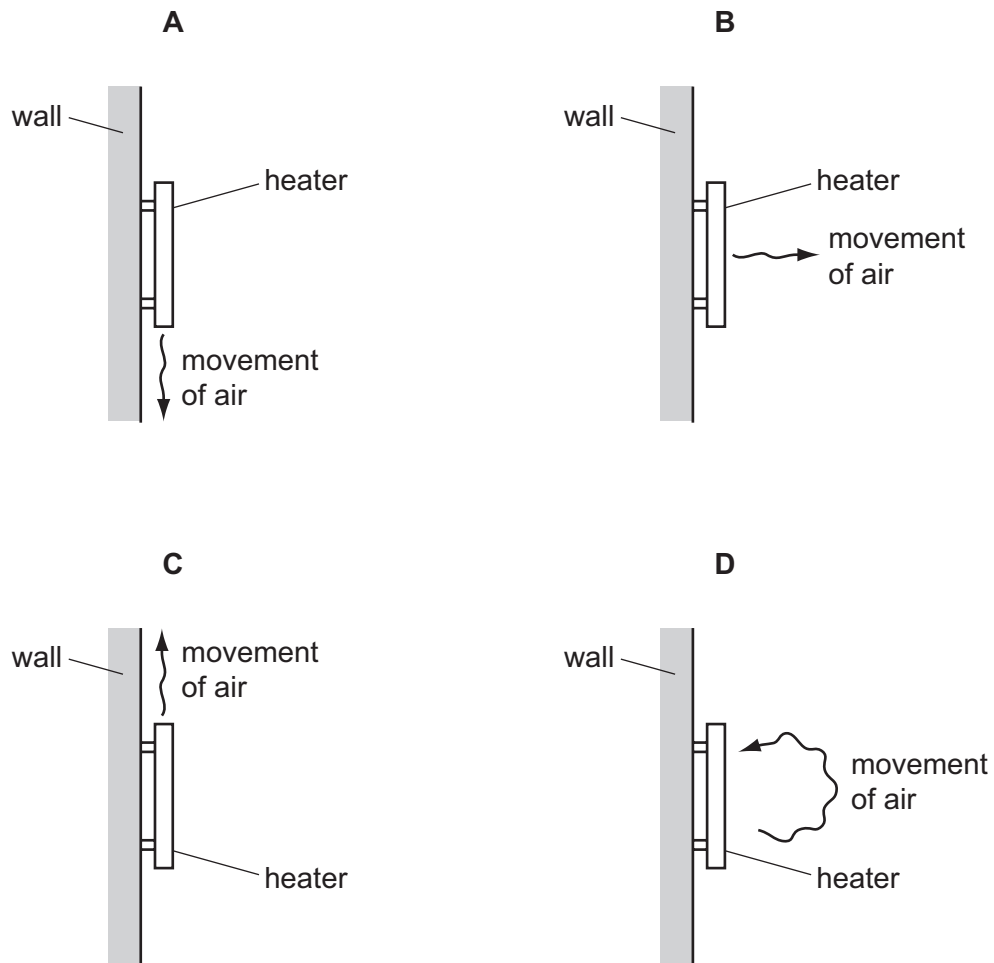 A
wall
heater
movement
of air
B
wall
heater
movement
of air
C
wall
movement
of air
heater
D
wall
movement
of air
heater